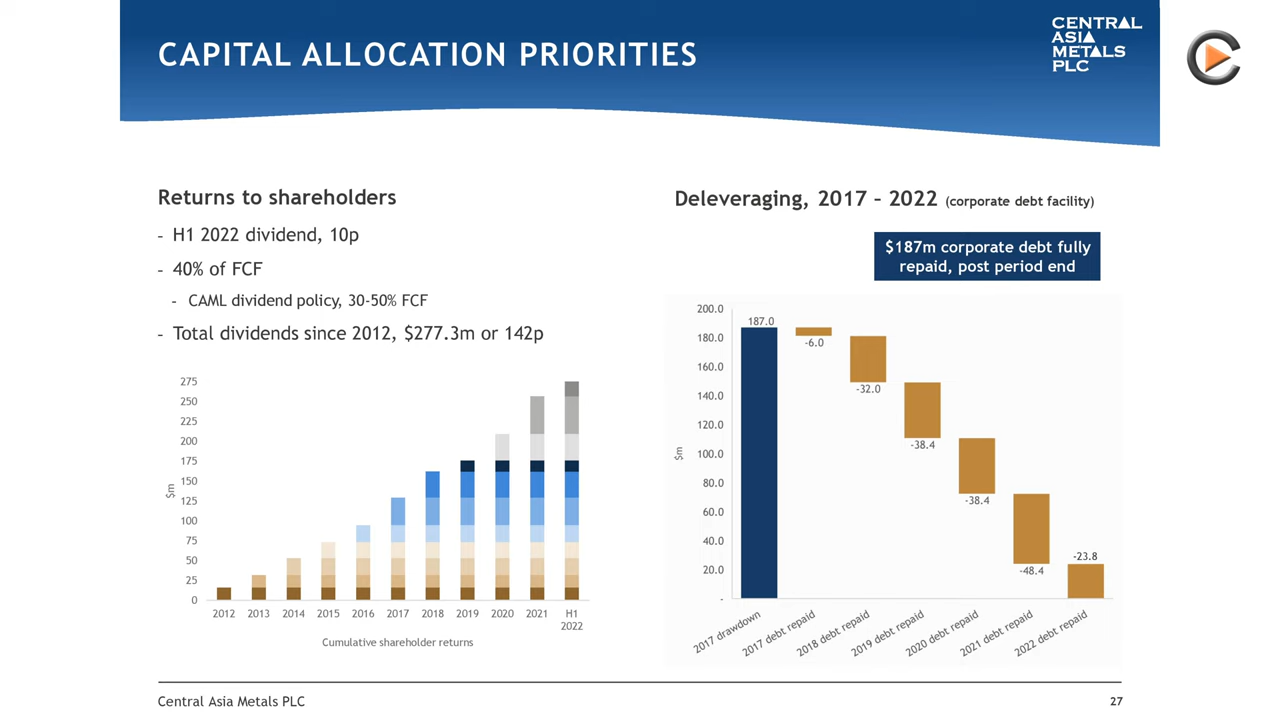 CAPITAL ALLOCATION PRIORITIES
CENTRAL
ASIA
METALS
PLC
Returns to shareholders
- H1 2022 dividend, 10p
- 40% of FCF
- CAML dividend policy, 30-50% FCF
- Total dividends since 2012, $277.3m or 142p
275
250
225
200
175
150
125
100
75
50
25
0
$m
2012 2013 2014 2015 2016 2017 2018 2019 2020 2021 H1
2022
Cumulative shareholder returns
Deleveraging, 2017 – 2022 (corporate debt facility)
$187m corporate debt fully
repaid, post period end
200.0
180.0
160.0
140.0
120.0
100.0
80.0
60.0
40.0
20.0
-
$m
187.0
-6.0
-32.0
-38.4
-38.4
-48.4
-23.8
2017 drawdown
2017 debt repaid
2018 debt repaid
2019 debt repaid
2020 debt repaid
2021 debt repaid
2022 debt repaid
Central Asia Metals PLC
27